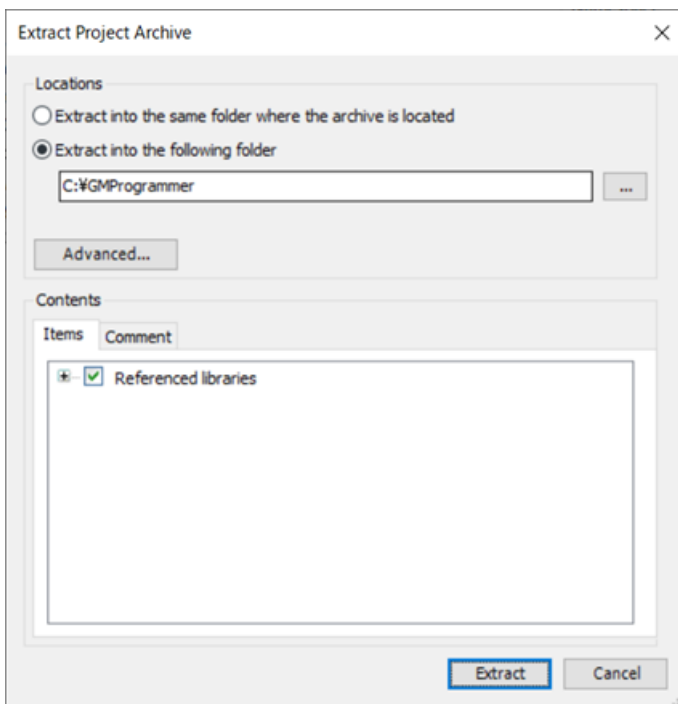 Extract Project Archive
Locations
Extract into the same folder where the archive is located
Extract into the following folder
C:¥GMProgrammer
...
Advanced...
Contents
Items
Comment
Referenced libraries
Extract
Cancel